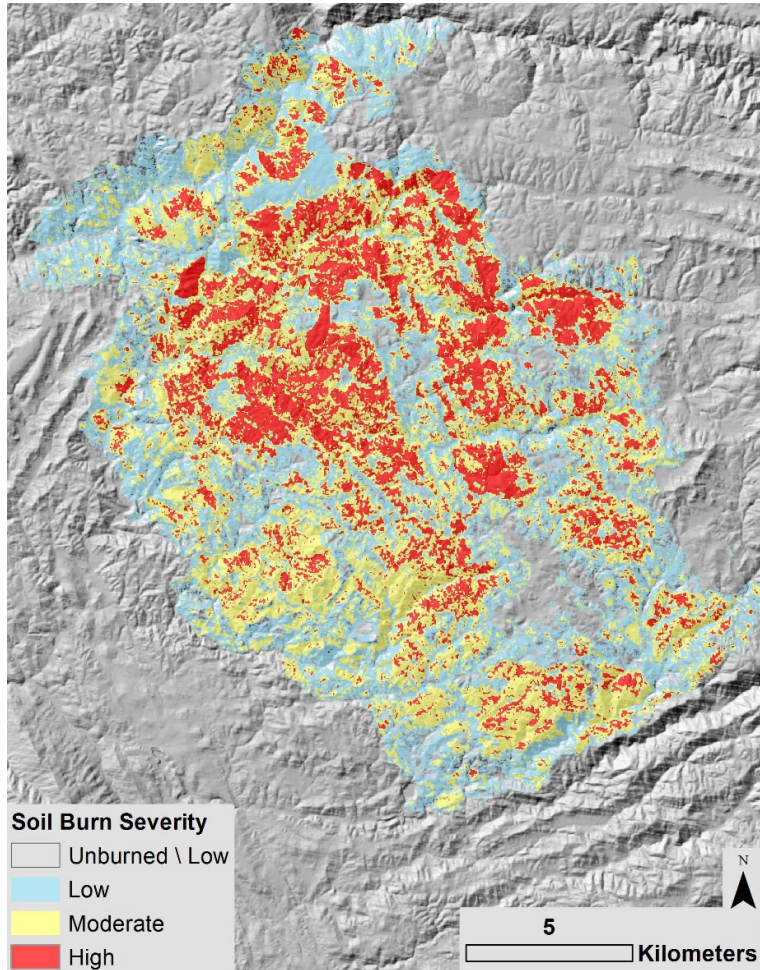 Soil Burn Severity
Unburned \ Low
Low
Moderate
High
N
5
Kilometers